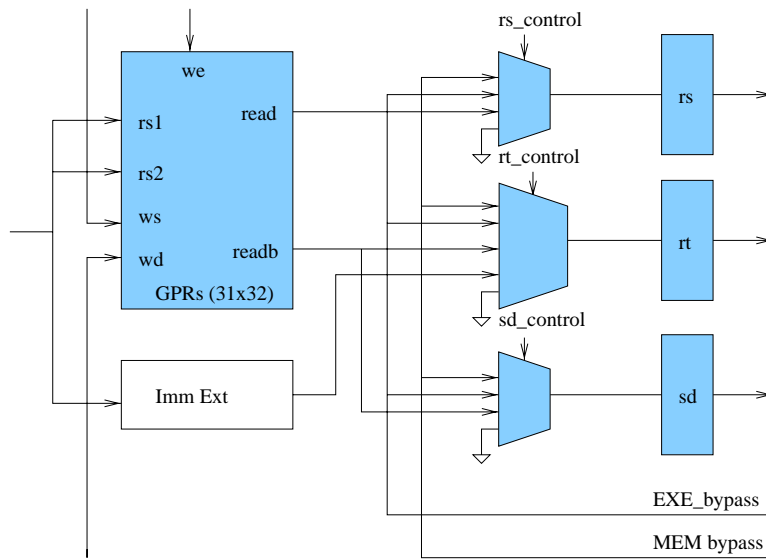 rs_control
we
read
rs
rs1
rt_control
rs2
ws
readb
rt
wd
GPRs (31x32)
sd_control
Imm Ext
sd
EXE_bypass
MEM bypass